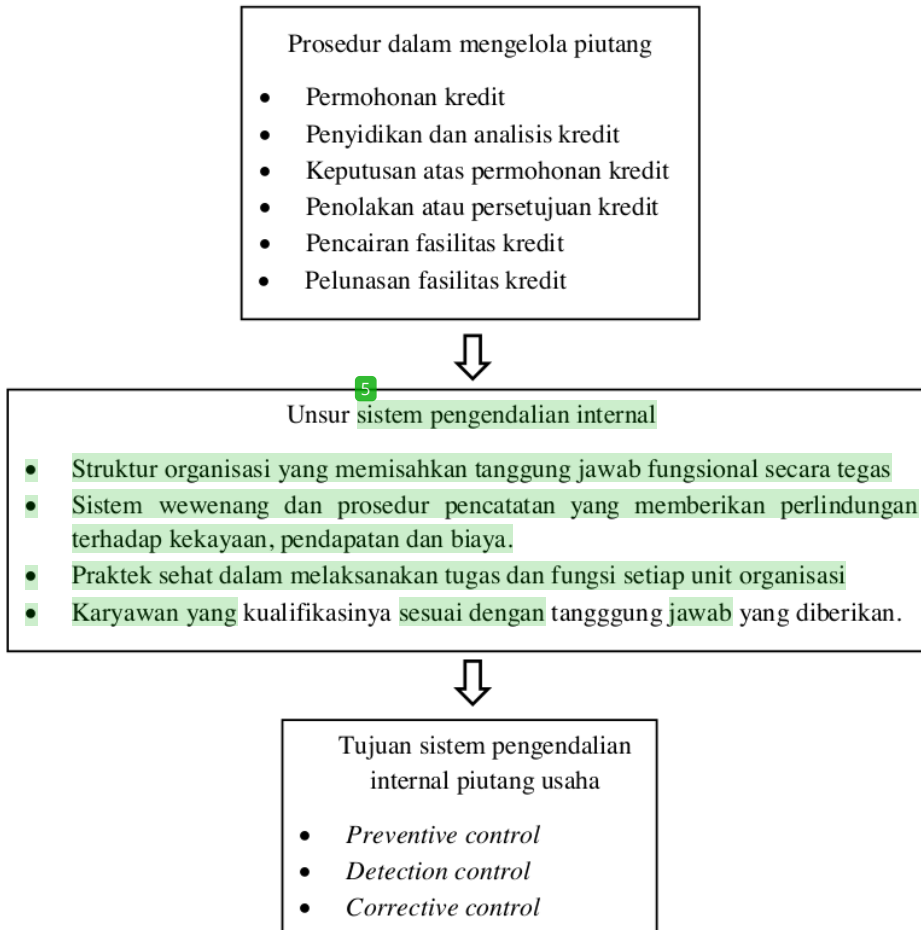 Prosedur dalam mengelola piutang
• Permohonan kredit
• Penyidikan dan analisis kredit
• Keputusan atas permohonan kredit
• Penolakan atau persetujuan kredit
• Pencairan fasilitas kredit
• Pelunasan fasilitas kredit
5
Unsur sistem pengendalian internal
• Struktur organisasi yang memisahkan tanggung jawab fungsional secara tegas
• Sistem wewenang dan prosedur pencatatan yang memberikan perlindungan
terhadap kekayaan, pendapatan dan biaya.
• Praktek sehat dalam melaksanakan tugas dan fungsi setiap unit organisasi
• Karyawan yang kualifikasinya sesuai dengan tangggung jawab yang diberikan.
Tujuan sistem pengendalian
internal piutang usaha
• Preventive control
• Detection control
• Corrective control